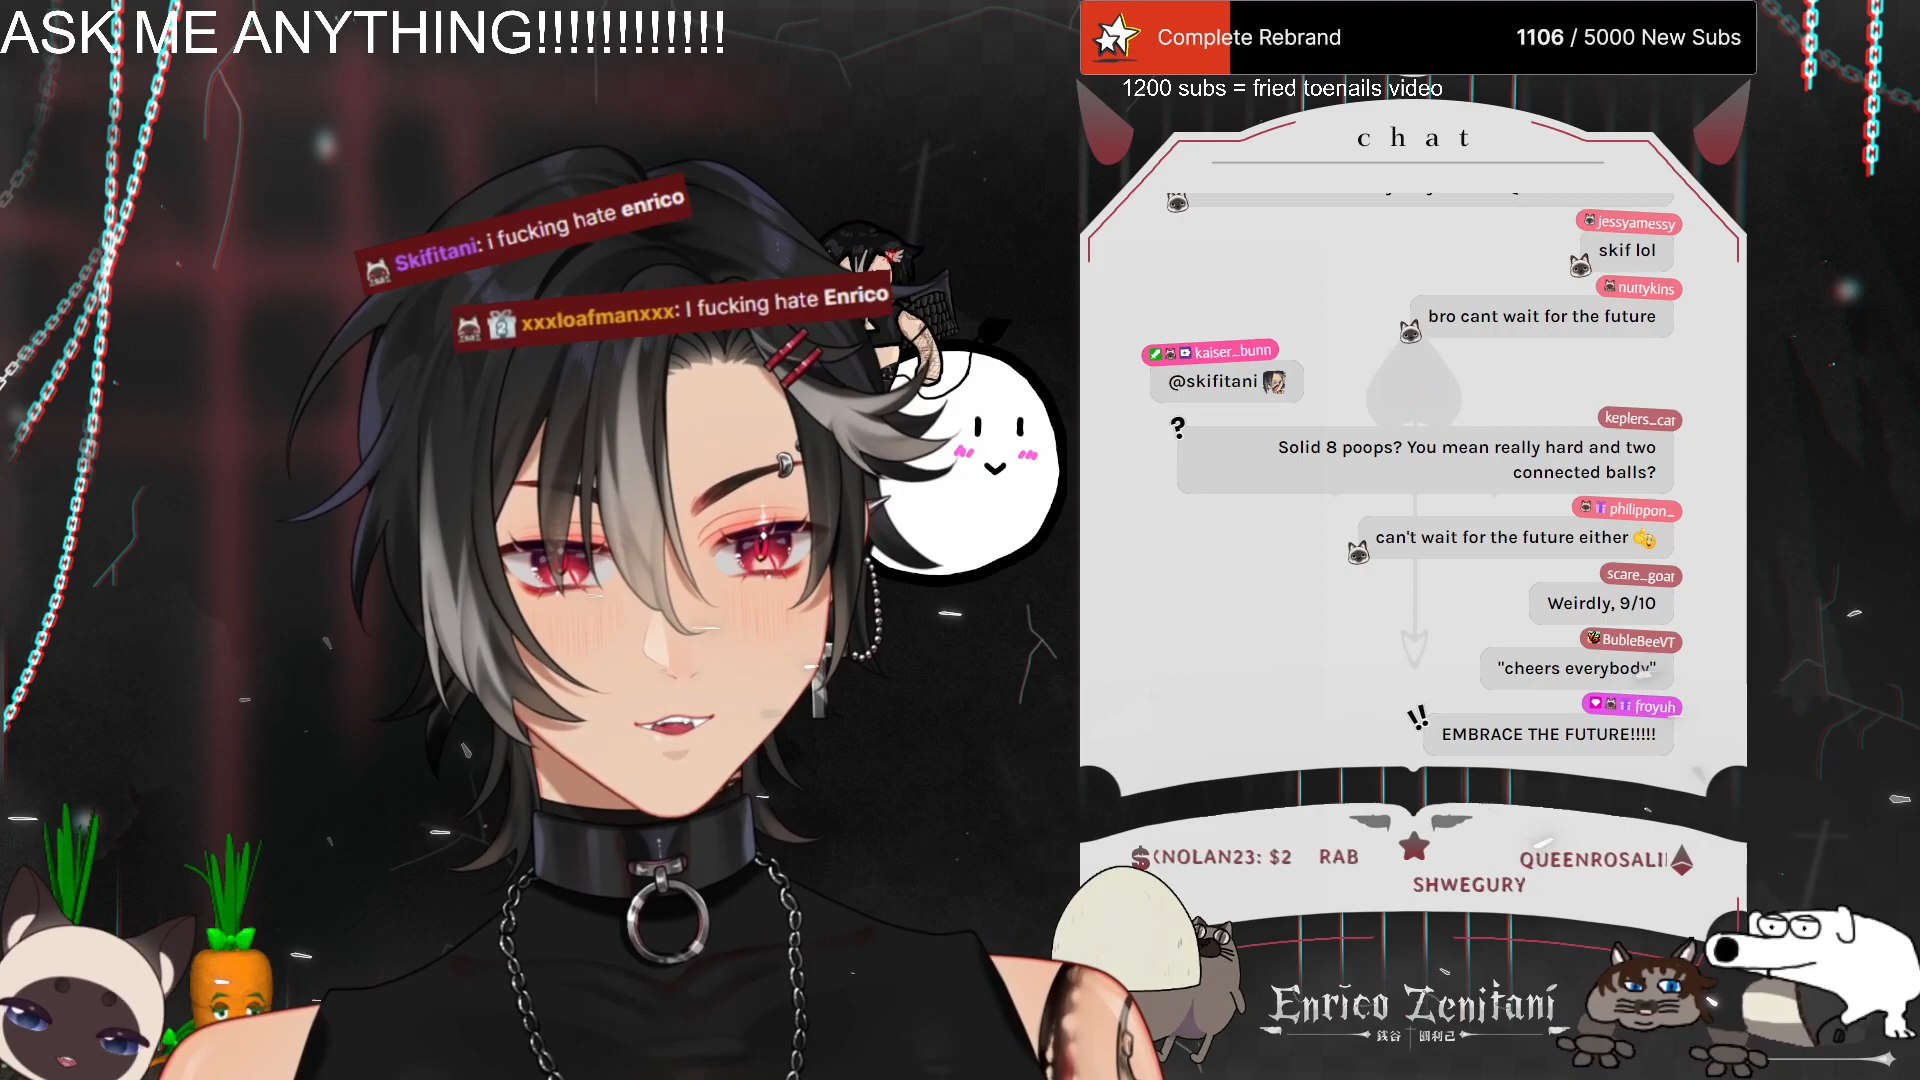 ASK ME ANYTHING!!!!!!!!!!!!
Complete Rebrand
1106 / 5000 New Subs
1200 subs = fried toenails video
chat
Skifitani: i fucking hate enrico
xxxloafmanxxx: I fucking hate Enrico
jessyamessy
skif lol
nuttykins
bro cant wait for the future
kaiser_bunn
@skifitani
?
keplers_cat
Solid 8 poops? You mean really hard and two
connected balls?
philippon_
can't wait for the future either
scare_goat
Weirdly, 9/10
BubleBeeVT
"cheers everybody"
froyuh
!!
EMBRACE THE FUTURE!!!!!
KNOLAN23: $2 RAB
QUEENROSALI
SHWEGURY
Enrico Zenitani